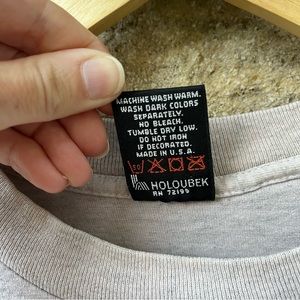 MACHINE WASH WARM.
WASH DARK COLORS
SEPARATELY.
NO BLEACH.
TUMBLE DRY LOW.
DO NOT IRON
IF DECORATED.
MADE IN U.S.A.
HOLOUBEK
RN 72195